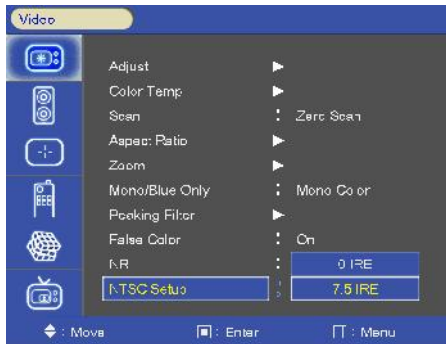 Video
Adjust
Color Temp
Scan : Zero Scan
Aspect Ratio
Zoom
Mono/Blue Only : Mono Color
Peaking Filter
False Color : On
NR : 0 IRE
NTSC Setup : 7.5 IRE
: Move : Enter : Menu